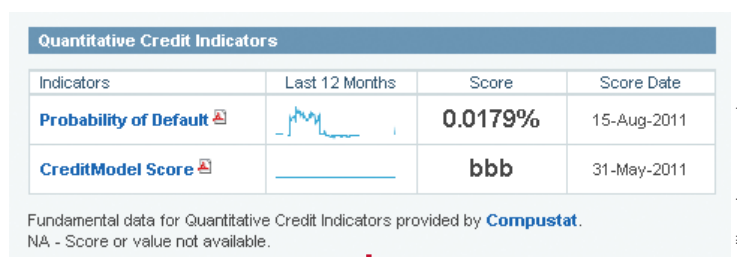 Quantitative Credit Indicators
Indicators Last 12 Months Score Score Date
Probability of Default 0.0179% 15-Aug-2011
CreditModel Score bbb 31-May-2011
Fundamental data for Quantitative Credit Indicators provided by Compustat.
NA - Score or value not available.